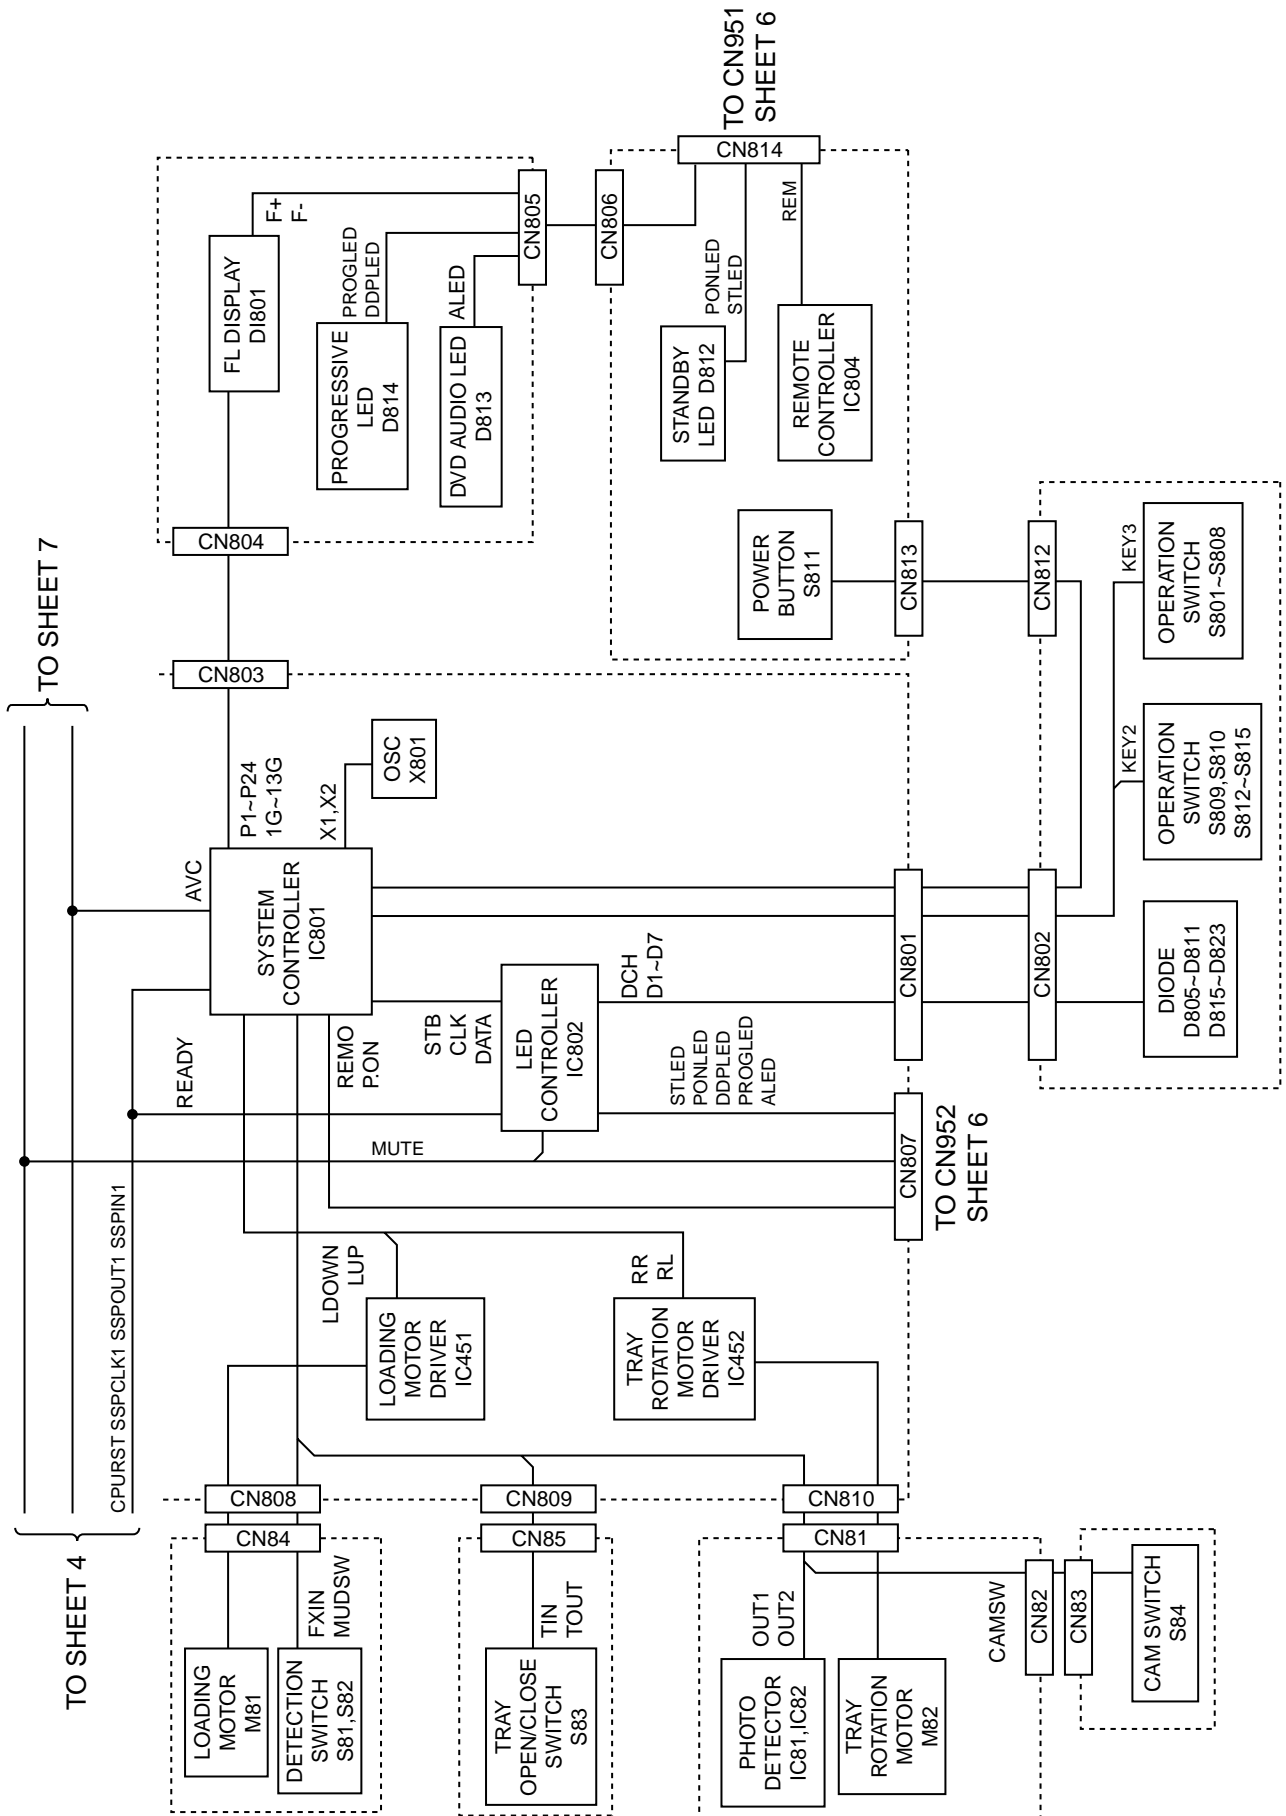 TO SHEET 4
CPURST SSPCLK1 SSPOUT1 SSPIN1
TO SHEET 7
LOADING
MOTOR
M81
DETECTION
SWITCH
S81,S82
FXIN
MUDSW
CN84
CN808
TRAY
OPEN/CLOSE
SWITCH
S83
TIN
TOUT
CN85
CN809
PHOTO
DETECTOR
IC81,IC82
OUT1
OUT2
TRAY
ROTATION
MOTOR
M82
CN81
CN810
CAMSW
CN82
CN83
CAM SWITCH
S84
LOADING
MOTOR
DRIVER
IC451
LDOWN
LUP
TRAY
ROTATION
MOTOR
DRIVER
IC452
RR
RL
MUTE
READY
REMO
P.ON
AVC
SYSTEM
CONTROLLER
IC801
P1~P24
1G~13G
X1,X2
OSC
X801
STB
CLK
DATA
LED
CONTROLLER
IC802
DCH
D1~D7
STLED
PONLED
DDPLED
PROGLED
ALED
CN807
TO CN952
SHEET 6
CN801
CN802
CN803
CN804
FL DISPLAY
DI801
F+
F-
PROGRESSIVE
LED
D814
PROGLED
DDPLED
DVD AUDIO LED
D813
ALED
CN805
CN806
CN814
TO CN951
SHEET 6
STANDBY
LED D812
PONLED
STLED
REMOTE
CONTROLLER
IC804
REM
POWER
BUTTON
S811
CN813
CN812
DIODE
D805~D811
D815~D823
OPERATION
SWITCH
S809,S810
S812~S815
KEY2
OPERATION
SWITCH
S801~S808
KEY3